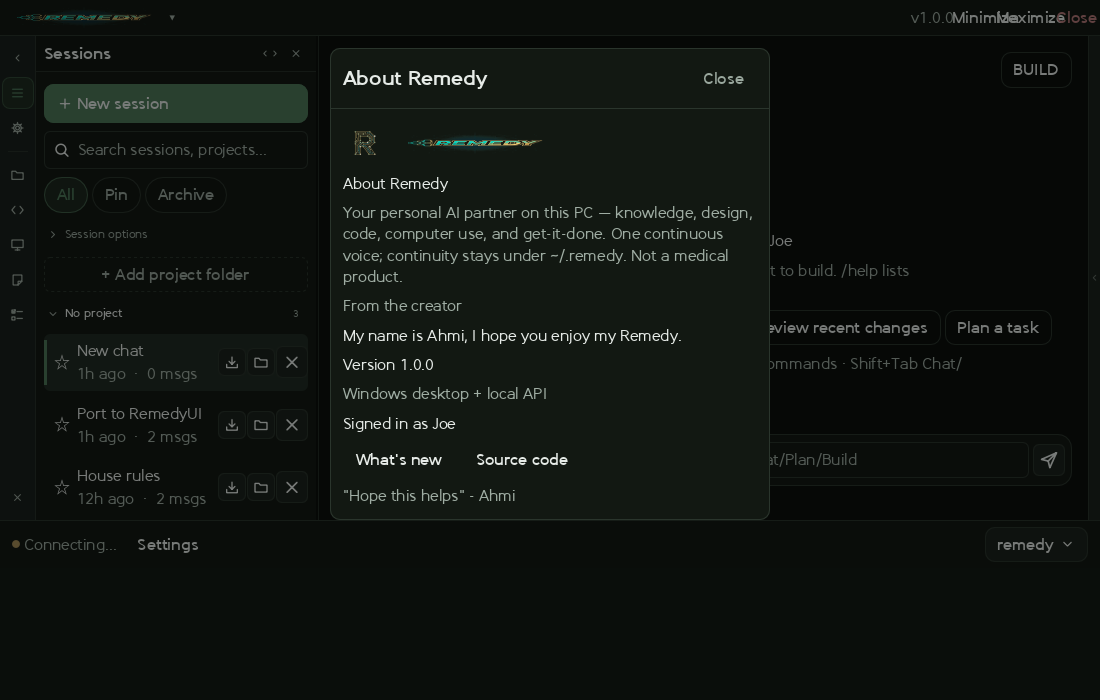 REMEDY
v1.0.0
Minimize
Maximize
Close
Sessions
New session
Search sessions, projects...
All
Pin
Archive
Session options
+ Add project folder
No project
3
New chat
1h ago · 0 msgs
Port to RemedyUI
1h ago · 2 msgs
House rules
12h ago · 2 msgs
About Remedy
Close
R
REMEDY
About Remedy
Your personal AI partner on this PC — knowledge, design,
code, computer use, and get-it-done. One continuous
voice; continuity stays under ~/.remedy. Not a medical
product.
From the creator
My name is Ahmi, I hope you enjoy my Remedy.
Version 1.0.0
Windows desktop + local API
Signed in as Joe
What's new
Source code
"Hope this helps" - Ahmi
BUILD
Joe
to build. /help lists
recent changes
Plan a task
Shift+Tab Chat/
/Plan/Build
Connecting...
Settings
remedy